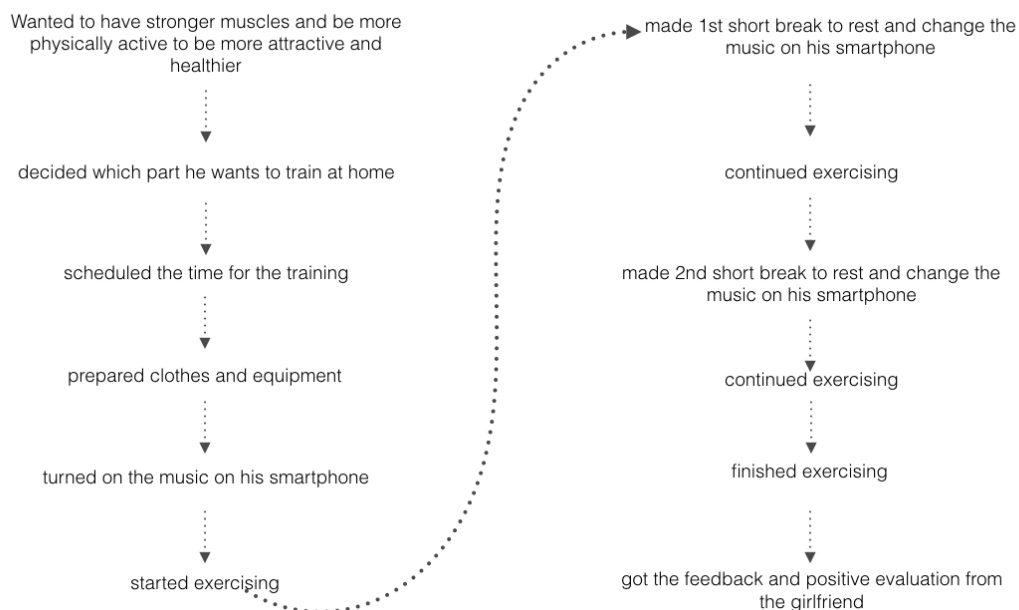 Wanted to have stronger muscles and be more
physically active to be more attractive and
healthier
decided which part he wants to train at home
scheduled the time for the training
prepared clothes and equipment
turned on the music on his smartphone
started exercising
made 1st short break to rest and change the
music on his smartphone
continued exercising
made 2nd short break to rest and change the
music on his smartphone
continued exercising
finished exercising
got the feedback and positive evaluation from
the girlfriend